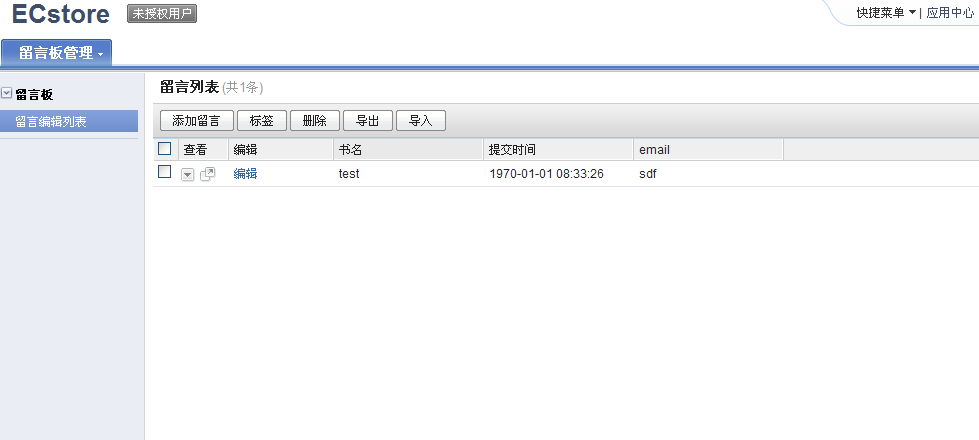 ECstore 未授权用户 快捷菜单 | 应用中心
留言板管理
留言板
留言编辑列表
留言列表 (共1条)
添加留言 标签 删除 导出 导入
查看 编辑 书名 提交时间 email
编辑 test 1970-01-01 08:33:26 sdf